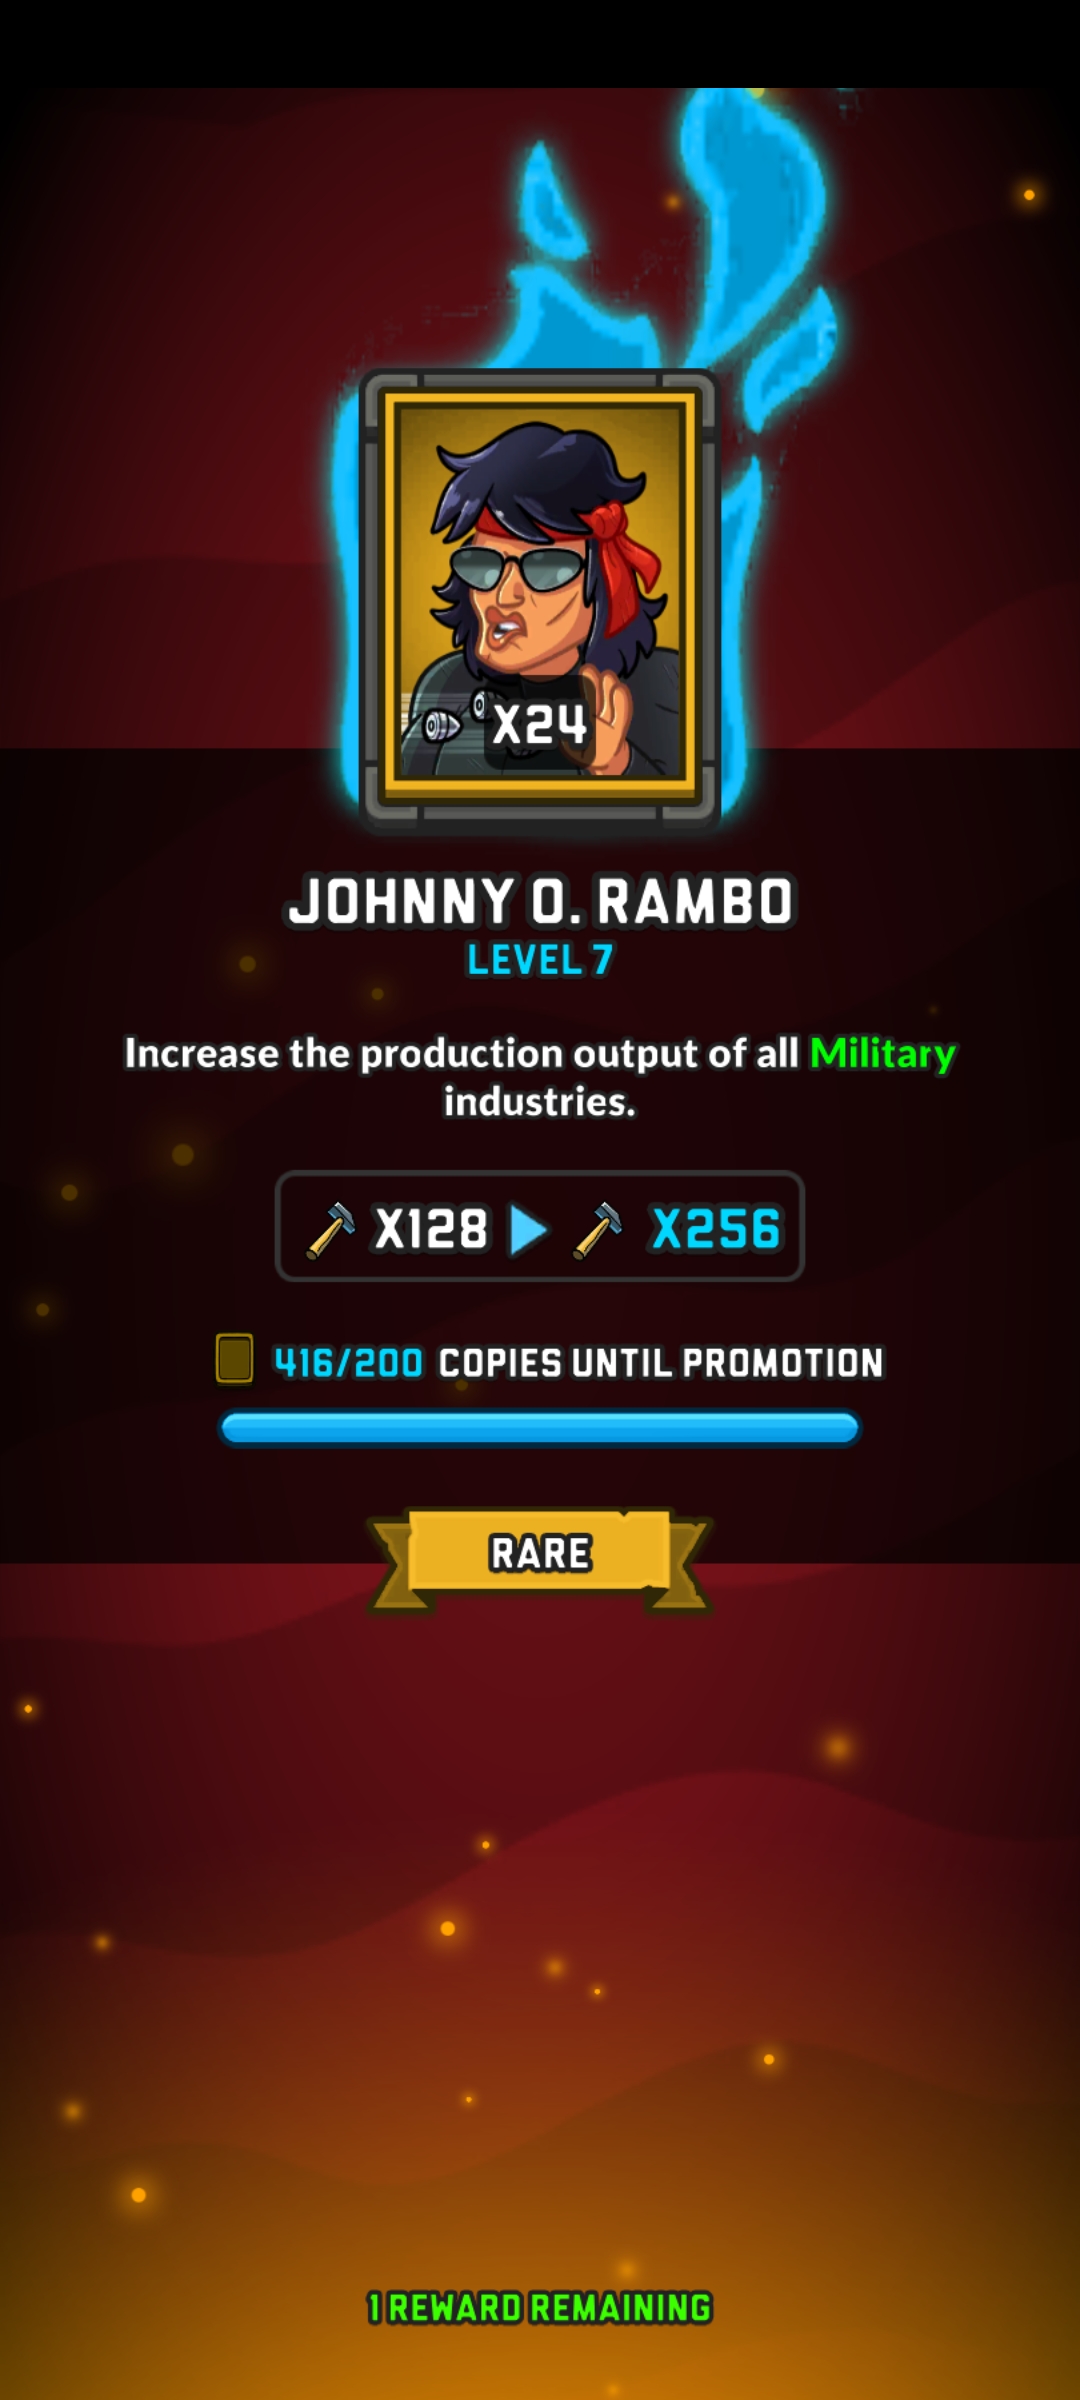 X24
JOHNNY O. RAMBO
LEVEL 7
Increase the production output of all Military
industries.
X128 X256
416/200 COPIES UNTIL PROMOTION
RARE
1 REWARD REMAINING